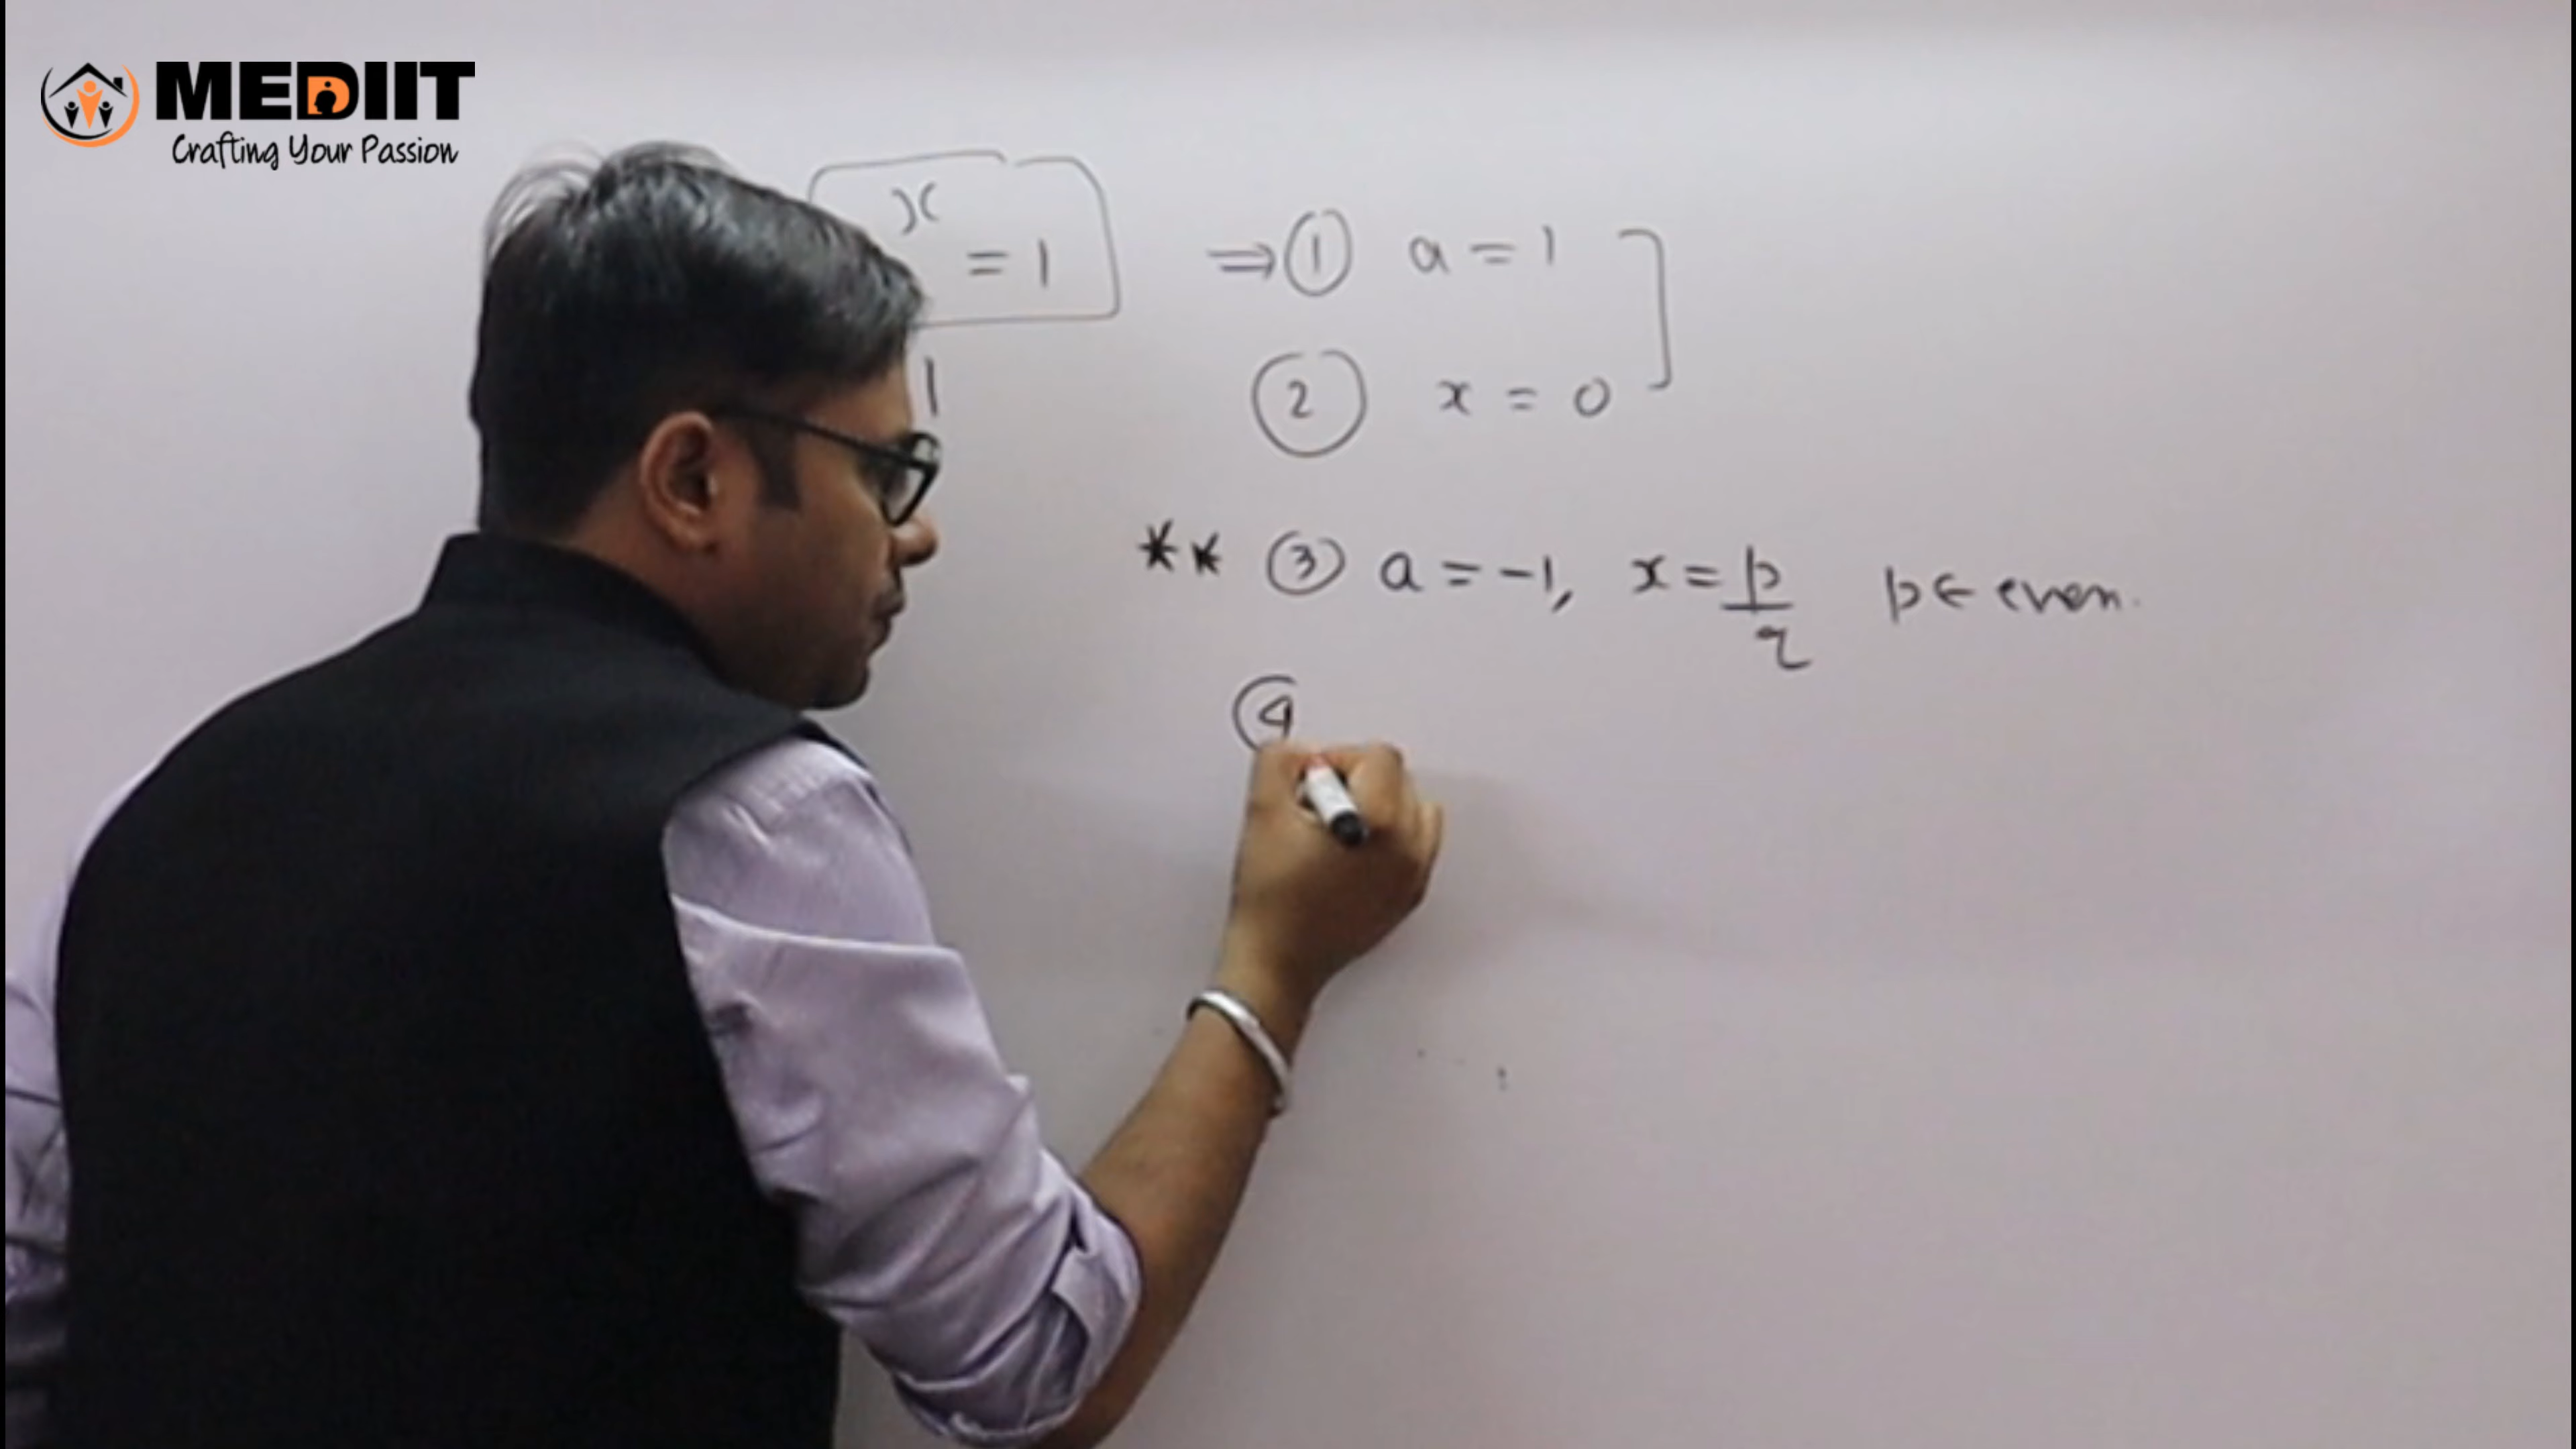 MEDIIT
Crafting Your Passion
x
= 1 ⇒ ① a = 1
1
② x = 0
** ③ a = -1, x = p/q p ∈ even.
④